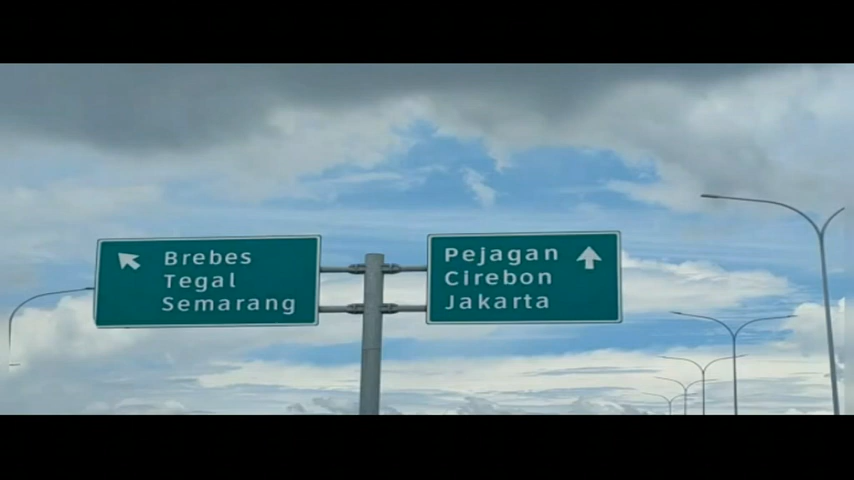 Brebes
Tegal
Semarang
Pejagan
Cirebon
Jakarta